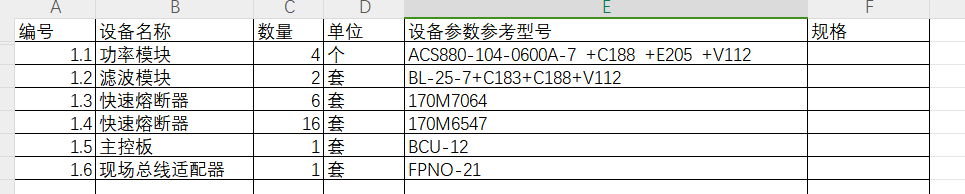 A B C D E F
编号 设备名称 数量 单位 设备参数参考型号 规格
1.1 功率模块 4 个 ACS880-104-0600A-7 +C188 +E205 +V112
1.2 滤波模块 2 套 BL-25-7+C183+C188+V112
1.3 快速熔断器 6 套 170M7064
1.4 快速熔断器 16 套 170M6547
1.5 主控板 1 套 BCU-12
1.6 现场总线适配器 1 套 FPNO-21